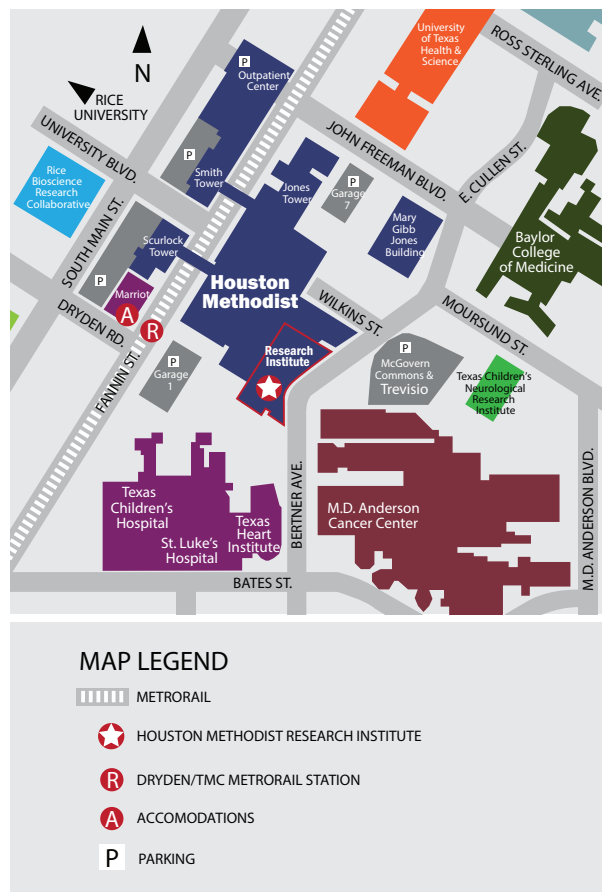 University
of Texas
Health &
Science
ROSS STERLING AVE.
P
Outpatient
Center
N
RICE
UNIVERSITY
UNIVERSITY BLVD.
JOHN FREEMAN BLVD.
E. CULLEN ST.
P
Smith
Tower
Rice
Bioscience
Research
Collaborative
Jones
Tower
P
Garage
7
Mary
Gibb
Jones
Building
Baylor
College
of Medicine
SOUTH MAIN ST.
Scurlock
Tower
P
Marriot
A
R
Houston
Methodist
WILKINS ST.
MOURSUND ST.
DRYDEN RD.
FANNIN ST.
Garage
1
Research
Institute
P
McGovern
Commons &
Trevisio
Texas Children's
Neurological
Research
Institute
BERTNER AVE.
M.D. ANDERSON BLVD.
Texas
Children's
Hospital
St. Luke's
Hospital
Texas
Heart
Institute
M.D. Anderson
Cancer Center
BATES ST.
MAP LEGEND
METRORAIL
HOUSTON METHODIST RESEARCH INSTITUTE
R DRYDEN/TMC METRORAIL STATION
A ACCOMODATIONS
P PARKING